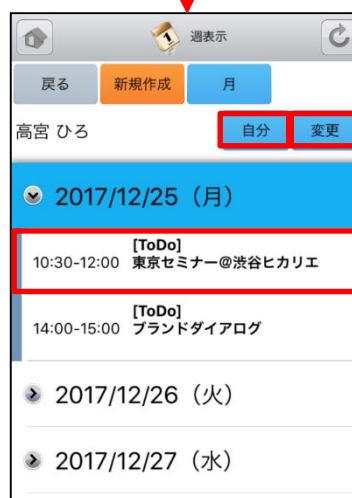 1 週表示
戻る 新規作成 月
高宮 ひろ 自分 変更
2017/12/25（月）
[ToDo]
10:30-12:00 東京セミナー@渋谷ヒカリエ
[ToDo]
14:00-15:00 ブランドダイアログ
2017/12/26（火）
2017/12/27（水）